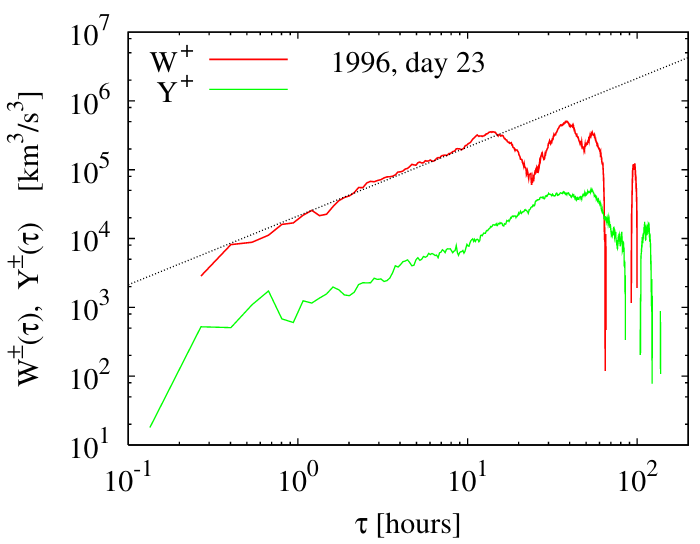 10⁷
10⁶
10⁵
10⁴
10³
10²
10¹
W⁺
Y⁺
1996, day 23
W±(τ), Y±(τ) [km³/s³]
10⁻¹ 10⁰ 10¹ 10²
τ [hours]